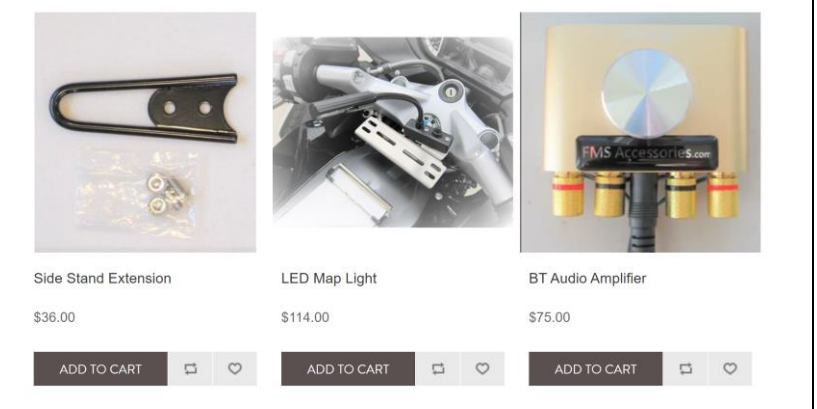 FMS Accessories.com
Side Stand Extension
LED Map Light
BT Audio Amplifier
$36.00
$114.00
$75.00
ADD TO CART
ADD TO CART
ADD TO CART